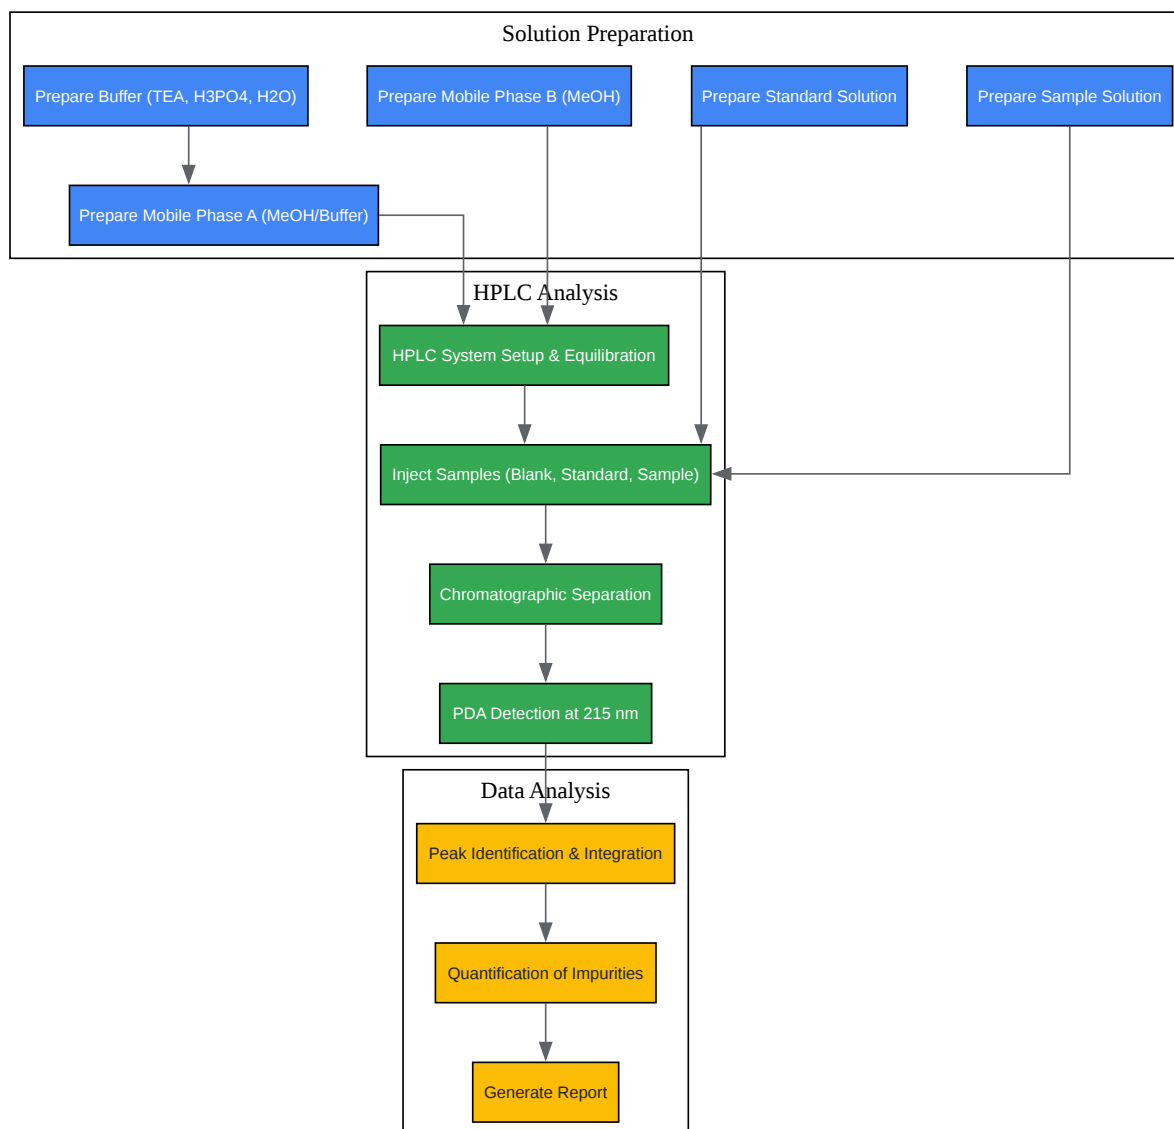 Solution Preparation
Prepare Buffer (TEA, H3PO4, H2O)
Prepare Mobile Phase B (MeOH)
Prepare Standard Solution
Prepare Sample Solution
Prepare Mobile Phase A (MeOH/Buffer)
HPLC Analysis
HPLC System Setup & Equilibration
Inject Samples (Blank, Standard, Sample)
Chromatographic Separation
PDA Detection at 215 nm
Data Analysis
Peak Identification & Integration
Quantification of Impurities
Generate Report